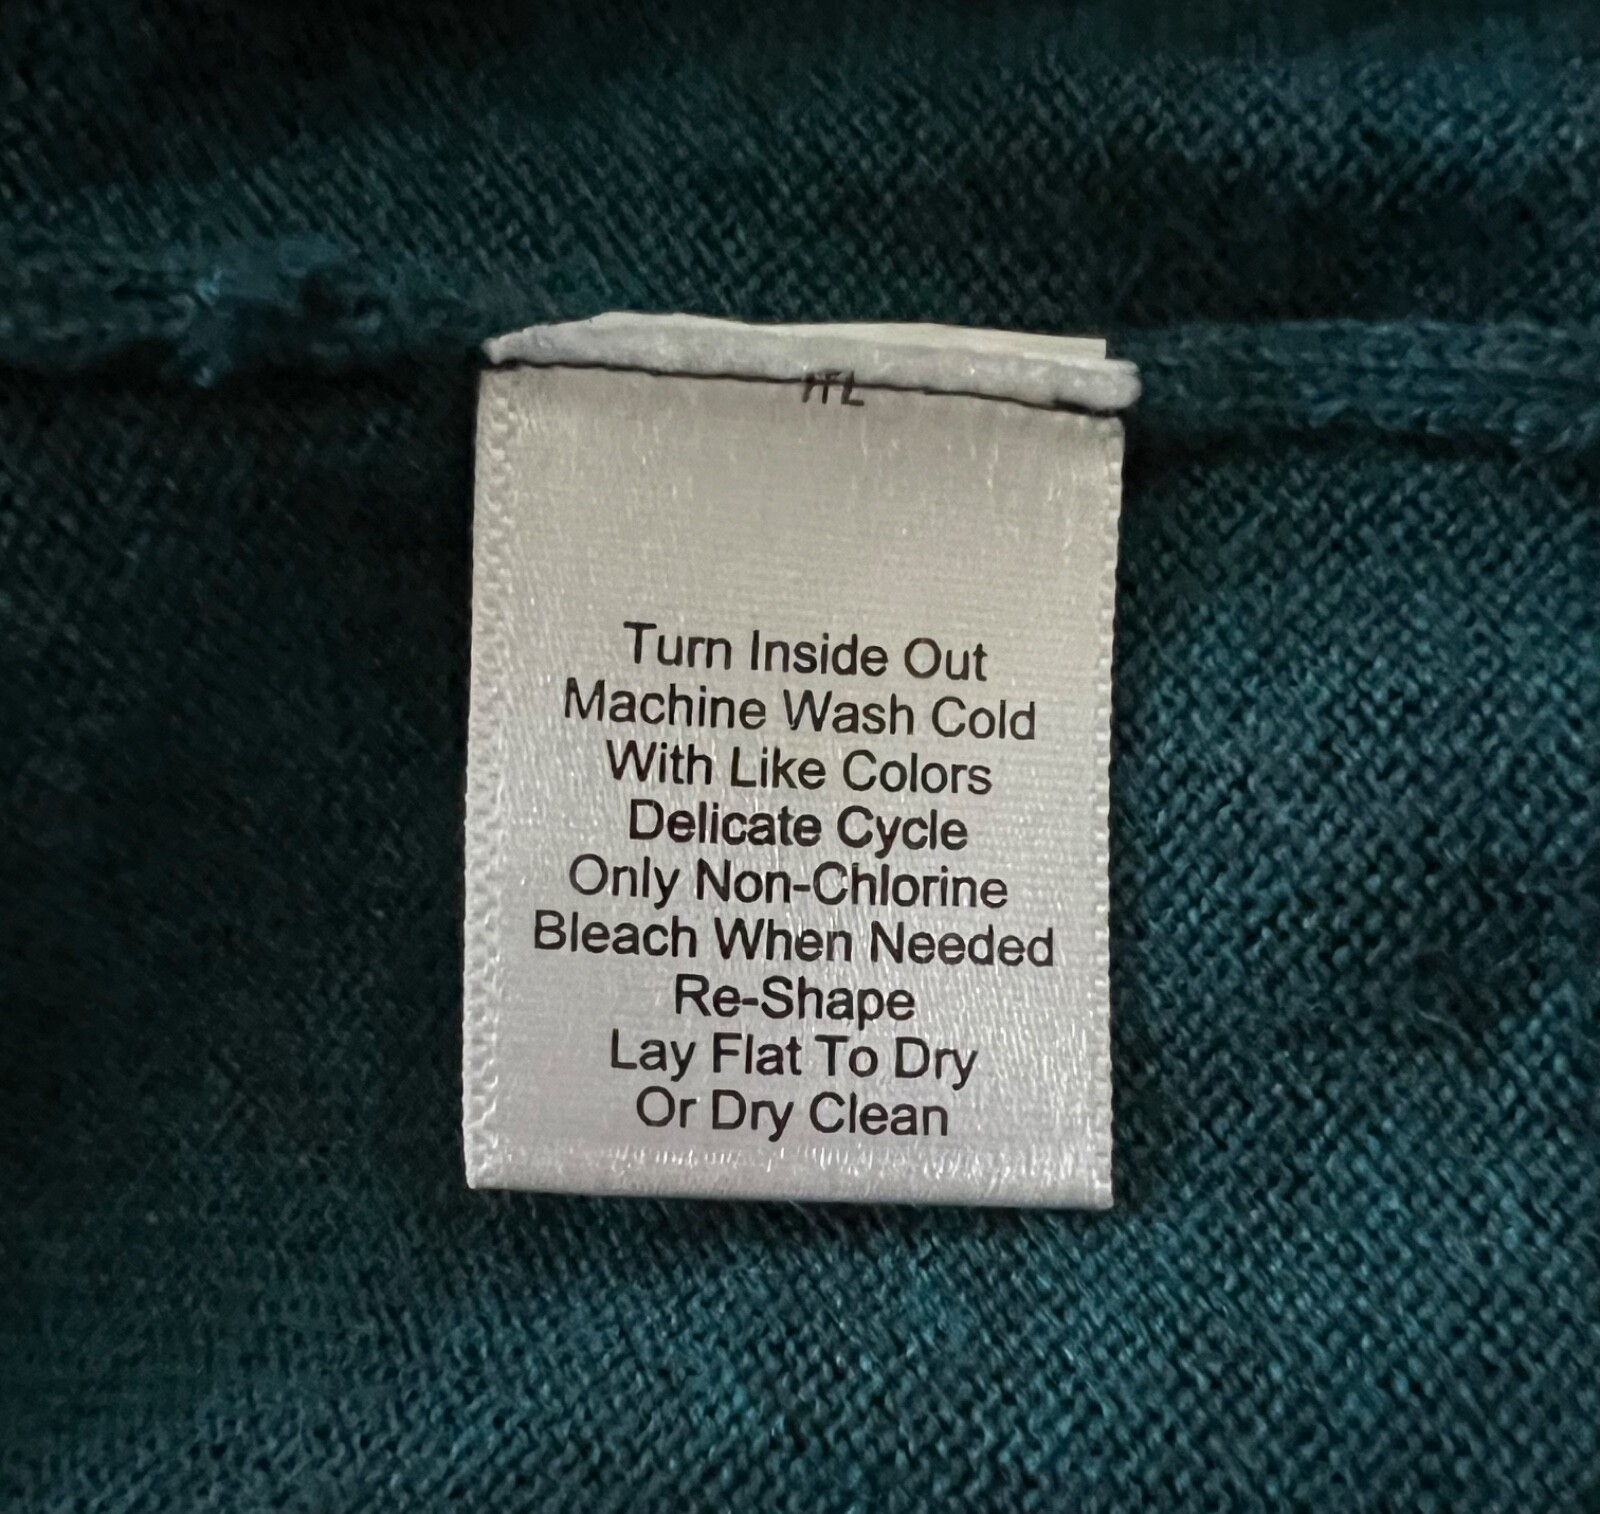 Turn Inside Out
Machine Wash Cold
With Like Colors
Delicate Cycle
Only Non-Chlorine
Bleach When Needed
Re-Shape
Lay Flat To Dry
Or Dry Clean